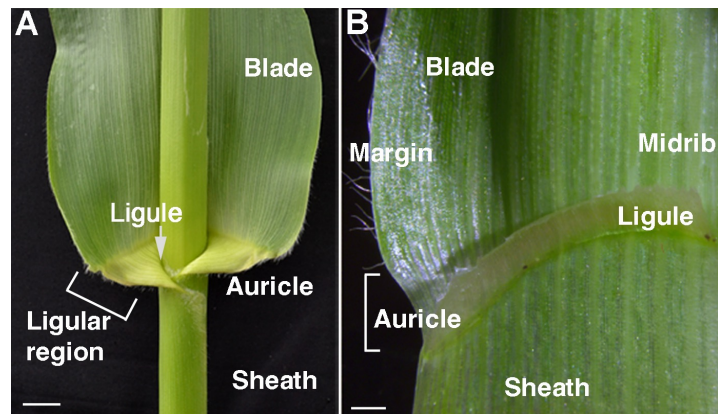 A
Blade
Ligule
Auricle
Ligular
region
Sheath
B
Blade
Margin
Midrib
Ligule
Auricle
Sheath